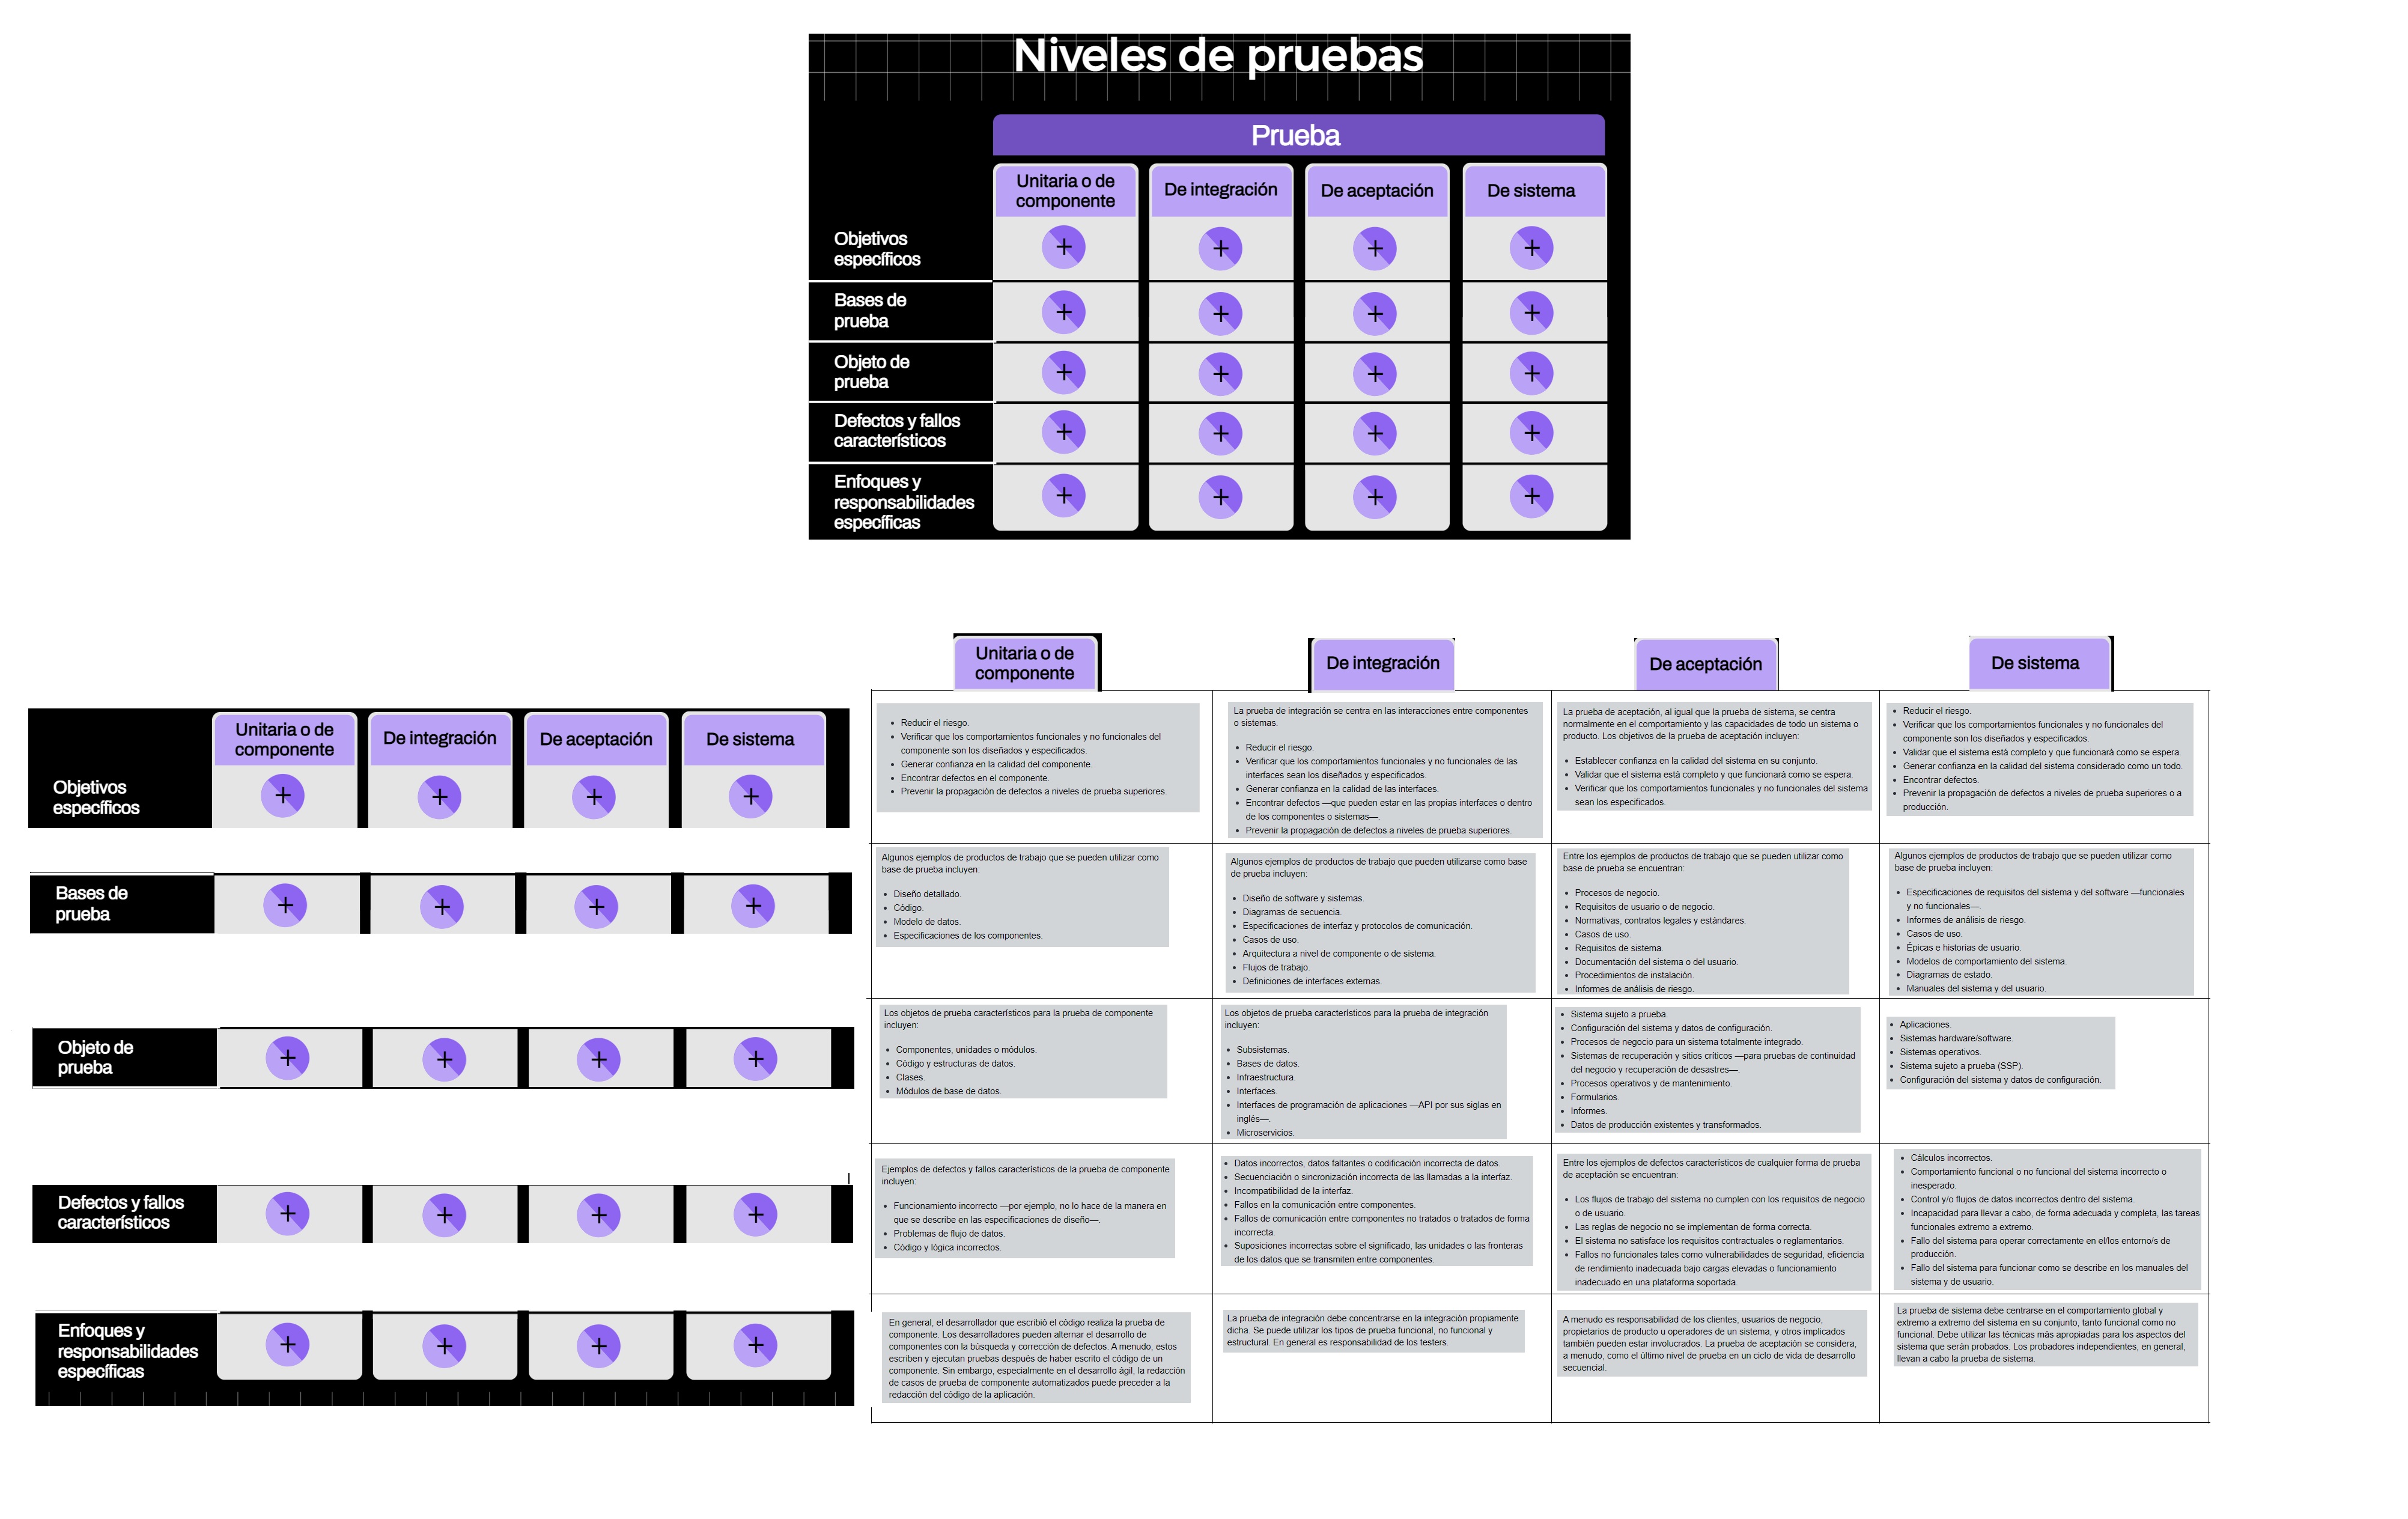 Niveles de pruebas
Prueba
Unitaria o de
componente
De integración
De aceptación
De sistema
Objetivos
específicos
Bases de
prueba
Objeto de
prueba
Defectos y fallos
característicos
Enfoques y
responsabilidades
específicas
Unitaria o de
componente
De integración
De aceptación
De sistema
Unitaria o de
componente
De integración
De aceptación
De sistema
Objetivos
específicos
• Reducir el riesgo.
• Verificar que los comportamientos funcionales y no funcionales del
componente son los diseñados y especificados.
• Generar confianza en la calidad del componente.
• Encontrar defectos en el componente.
• Prevenir la propagación de defectos a niveles de prueba superiores.
La prueba de integración se centra en las interacciones entre componentes
o sistemas.
• Reducir el riesgo.
• Verificar que los comportamientos funcionales y no funcionales de las
interfaces sean los diseñados y especificados.
• Generar confianza en la calidad de las interfaces.
• Encontrar defectos —que pueden estar en las propias interfaces o dentro
de los componentes o sistemas—.
• Prevenir la propagación de defectos a niveles de prueba superiores.
La prueba de aceptación, al igual que la prueba de sistema, se centra
normalmente en el comportamiento y las capacidades de todo un sistema o
producto. Los objetivos de la prueba de aceptación incluyen:
• Establecer confianza en la calidad del sistema en su conjunto.
• Validar que el sistema está completo y que funcionará como se espera.
• Verificar que los comportamientos funcionales y no funcionales del sistema
sean los especificados.
• Reducir el riesgo.
• Verificar que los comportamientos funcionales y no funcionales del
componente son los diseñados y especificados.
• Validar que el sistema está completo y que funcionará como se espera.
• Generar confianza en la calidad del sistema considerado como un todo.
• Encontrar defectos.
• Prevenir la propagación de defectos a niveles de prueba superiores o a
producción.
Bases de
prueba
Algunos ejemplos de productos de trabajo que se pueden utilizar como
base de prueba incluyen:
• Diseño detallado.
• Código.
• Modelo de datos.
• Especificaciones de los componentes.
Algunos ejemplos de productos de trabajo que pueden utilizarse como base
de prueba incluyen:
• Diseño de software y sistemas.
• Diagramas de secuencia.
• Especificaciones de interfaz y protocolos de comunicación.
• Casos de uso.
• Arquitectura a nivel de componente o de sistema.
• Flujos de trabajo.
• Definiciones de interfaces externas.
Entre los ejemplos de productos de trabajo que se pueden utilizar como
base de prueba se encuentran:
• Procesos de negocio.
• Requisitos de usuario o de negocio.
• Normativas, contratos legales y estándares.
• Casos de uso.
• Requisitos de sistema.
• Documentación del sistema o del usuario.
• Procedimientos de instalación.
• Informes de análisis de riesgo.
Algunos ejemplos de productos de trabajo que se pueden utilizar como
base de prueba incluyen:
• Especificaciones de requisitos del sistema y del software —funcionales
y no funcionales—.
• Informes de análisis de riesgo.
• Casos de uso.
• Épicas e historias de usuario.
• Modelos de comportamiento del sistema.
• Diagramas de estado.
• Manuales del sistema y del usuario.
Objeto de
prueba
Los objetos de prueba característicos para la prueba de componente
incluyen:
• Componentes, unidades o módulos.
• Código y estructuras de datos.
• Clases.
• Módulos de base de datos.
Los objetos de prueba característicos para la prueba de integración
incluyen:
• Subsistemas.
• Bases de datos.
• Infraestructura.
• Interfaces.
• Interfaces de programación de aplicaciones —API por sus siglas en
inglés—.
• Microservicios.
• Sistema sujeto a prueba.
• Configuración del sistema y datos de configuración.
• Procesos de negocio para un sistema totalmente integrado.
• Sistemas de recuperación y sitios críticos —para pruebas de continuidad
del negocio y recuperación de desastres—.
• Procesos operativos y de mantenimiento.
• Formularios.
• Informes.
• Datos de producción existentes y transformados.
• Aplicaciones.
• Sistemas hardware/software.
• Sistemas operativos.
• Sistema sujeto a prueba (SSP).
• Configuración del sistema y datos de configuración.
Defectos y fallos
característicos
Ejemplos de defectos y fallos característicos de la prueba de componente
incluyen:
• Funcionamiento incorrecto —por ejemplo, no lo hace de la manera en
que se describe en las especificaciones de diseño—.
• Problemas de flujo de datos.
• Código y lógica incorrectos.
• Datos incorrectos, datos faltantes o codificación incorrecta de datos.
• Secuenciación o sincronización incorrecta de las llamadas a la interfaz.
• Incompatibilidad de la interfaz.
• Fallos en la comunicación entre componentes.
• Fallos de comunicación entre componentes no tratados o tratados de forma
incorrecta.
• Suposiciones incorrectas sobre el significado, las unidades o las fronteras
de los datos que se transmiten entre componentes.
Entre los ejemplos de defectos característicos de cualquier forma de prueba
de aceptación se encuentran:
• Los flujos de trabajo del sistema no cumplen con los requisitos de negocio
o de usuario.
• Las reglas de negocio no se implementan de forma correcta.
• El sistema no satisface los requisitos contractuales o reglamentarios.
• Fallos no funcionales tales como vulnerabilidades de seguridad, eficiencia
de rendimiento inadecuada bajo cargas elevadas o funcionamiento
inadecuado en una plataforma soportada.
• Cálculos incorrectos.
• Comportamiento funcional o no funcional del sistema incorrecto o
inesperado.
• Control y/o flujos de datos incorrectos dentro del sistema.
• Incapacidad para llevar a cabo, de forma adecuada y completa, las tareas
funcionales extremo a extremo.
• Fallo del sistema para operar correctamente en el/los entorno/s de
producción.
• Fallo del sistema para funcionar como se describe en los manuales del
sistema y de usuario.
Enfoques y
responsabilidades
específicas
En general, el desarrollador que escribió el código realiza la prueba de
componente. Los desarrolladores pueden alternar el desarrollo de
componentes con la búsqueda y corrección de defectos. A menudo, estos
escriben y ejecutan pruebas después de haber escrito el código de un
componente. Sin embargo, especialmente en el desarrollo ágil, la redacción
de casos de prueba de componente automatizados puede preceder a la
redacción del código de la aplicación.
La prueba de integración debe concentrarse en la integración propiamente
dicha. Se puede utilizar los tipos de prueba funcional, no funcional y
estructural. En general es responsabilidad de los testers.
A menudo es responsabilidad de los clientes, usuarios de negocio,
propietarios de producto u operadores de un sistema, y otros implicados
también pueden estar involucrados. La prueba de aceptación se considera,
a menudo, como el último nivel de prueba en un ciclo de vida de desarrollo
secuencial.
La prueba de sistema debe centrarse en el comportamiento global y
extremo a extremo del sistema en su conjunto, tanto funcional como no
funcional. Debe utilizar las técnicas más apropiadas para los aspectos del
sistema que serán probados. Los probadores independientes, en general,
llevan a cabo la prueba de sistema.